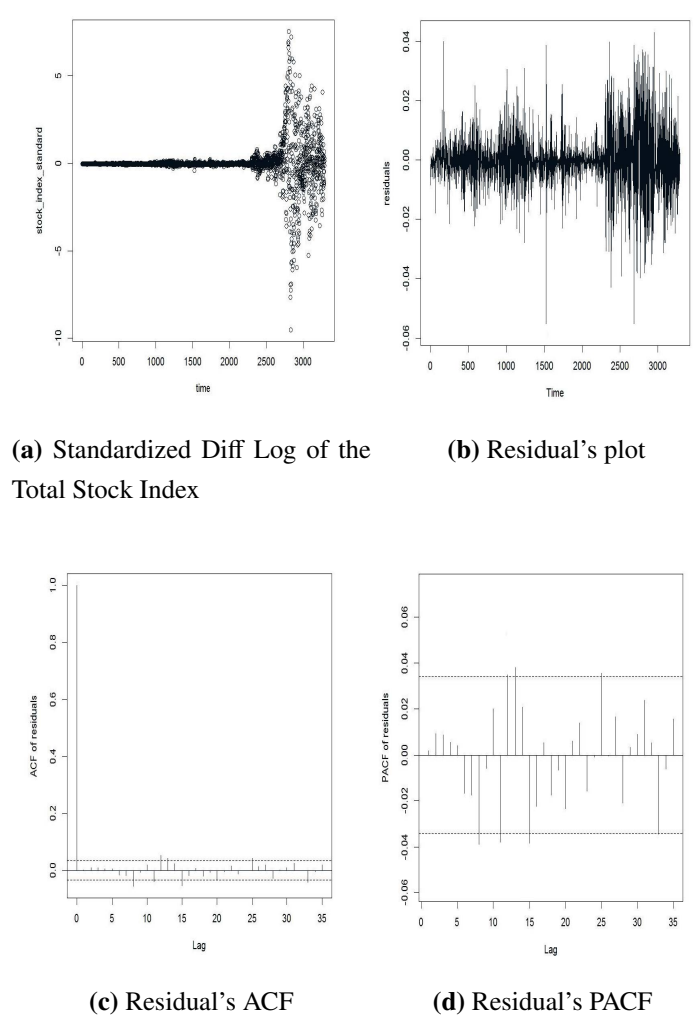 stock_index_standard
5
0
-5
-10
0 500 1000 1500 2000 2500 3000
time
residuals
0.04
0.02
0.00
-0.02
-0.04
-0.06
0 500 1000 1500 2000 2500 3000
Time
(a) Standardized Diff Log of the
Total Stock Index
(b) Residual's plot
ACF of residuals
1.0
0.8
0.6
0.4
0.2
0.0
0 5 10 15 20 25 30 35
Lag
PACF of residuals
0.06
0.04
0.02
0.00
-0.02
-0.04
-0.06
0 5 10 15 20 25 30 35
Lag
(c) Residual's ACF
(d) Residual's PACF